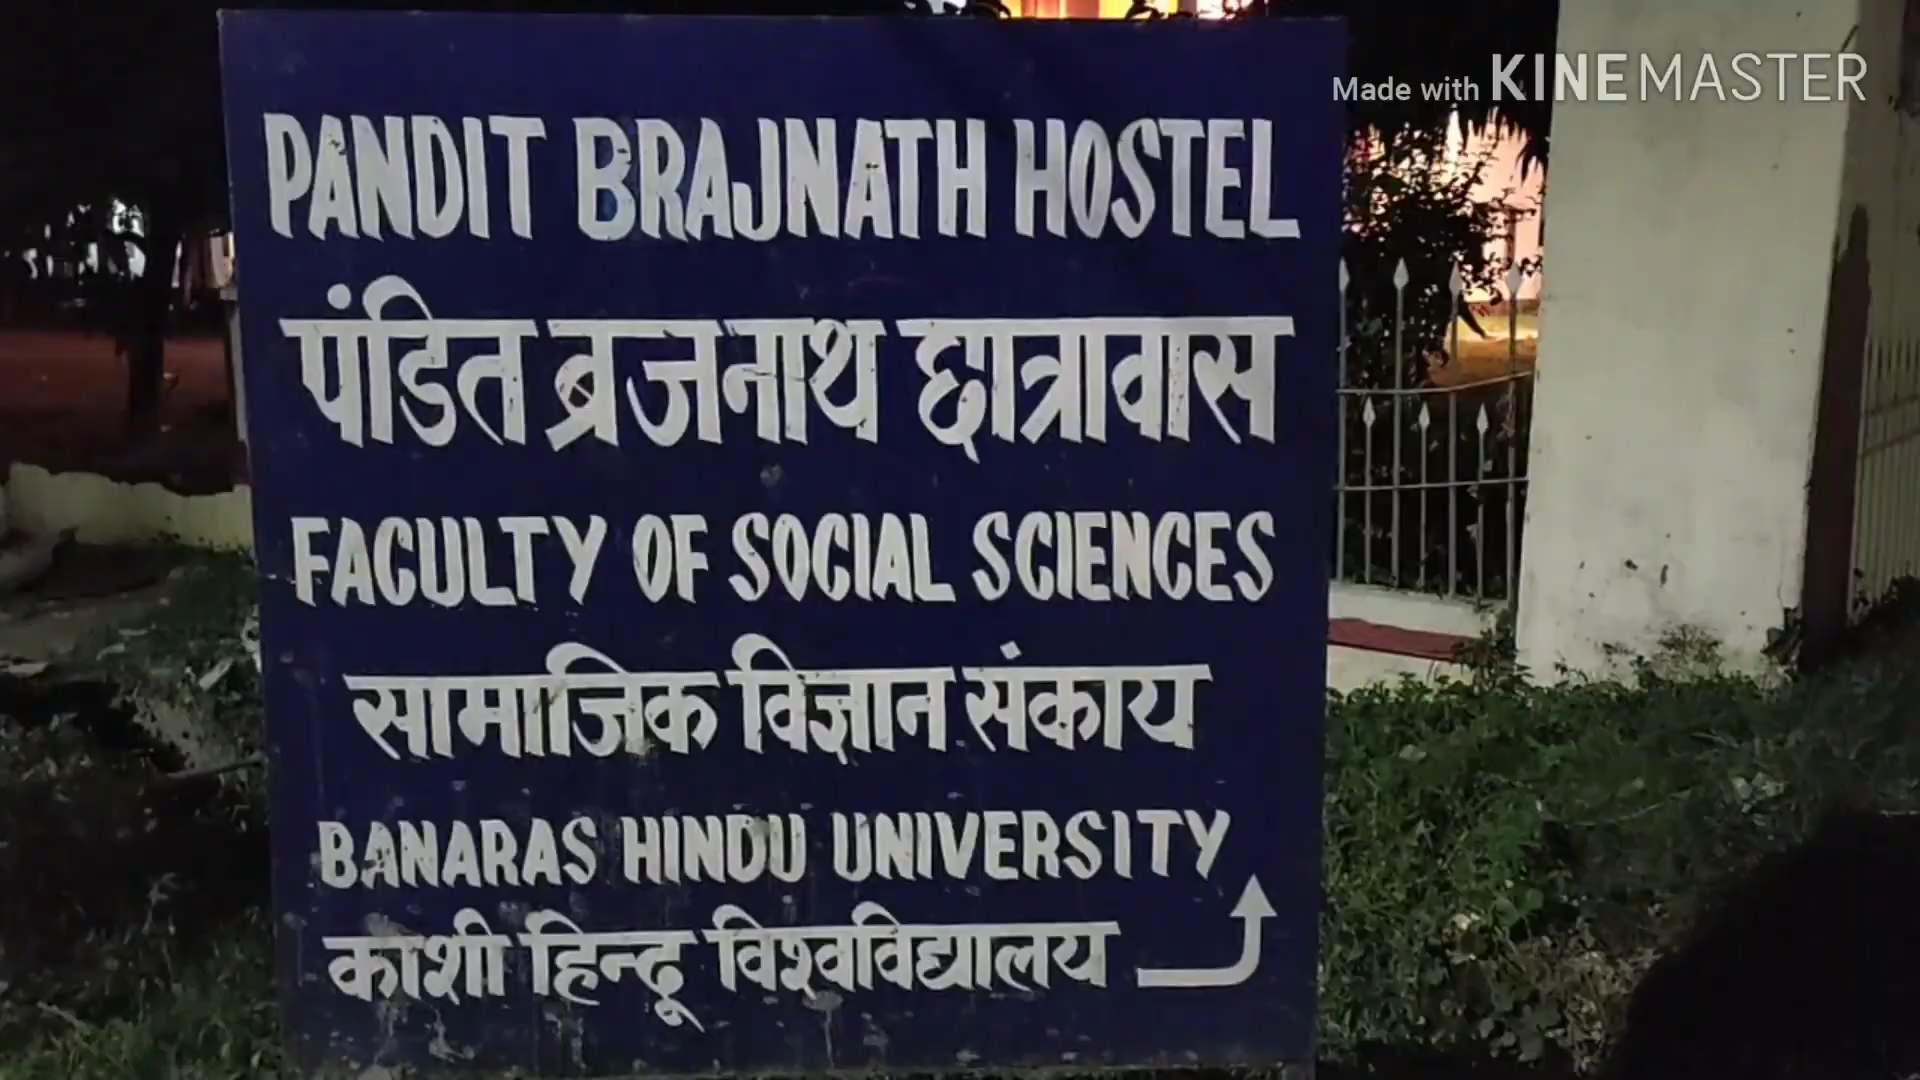 Made with KINEMASTER
PANDIT BRAJNATH HOSTEL
पंडित ब्रजनाथ छात्रावास
FACULTY OF SOCIAL SCIENCES
सामाजिक विज्ञान संकाय
BANARAS HINDU UNIVERSITY
काशी हिन्दू विश्वविद्यालय